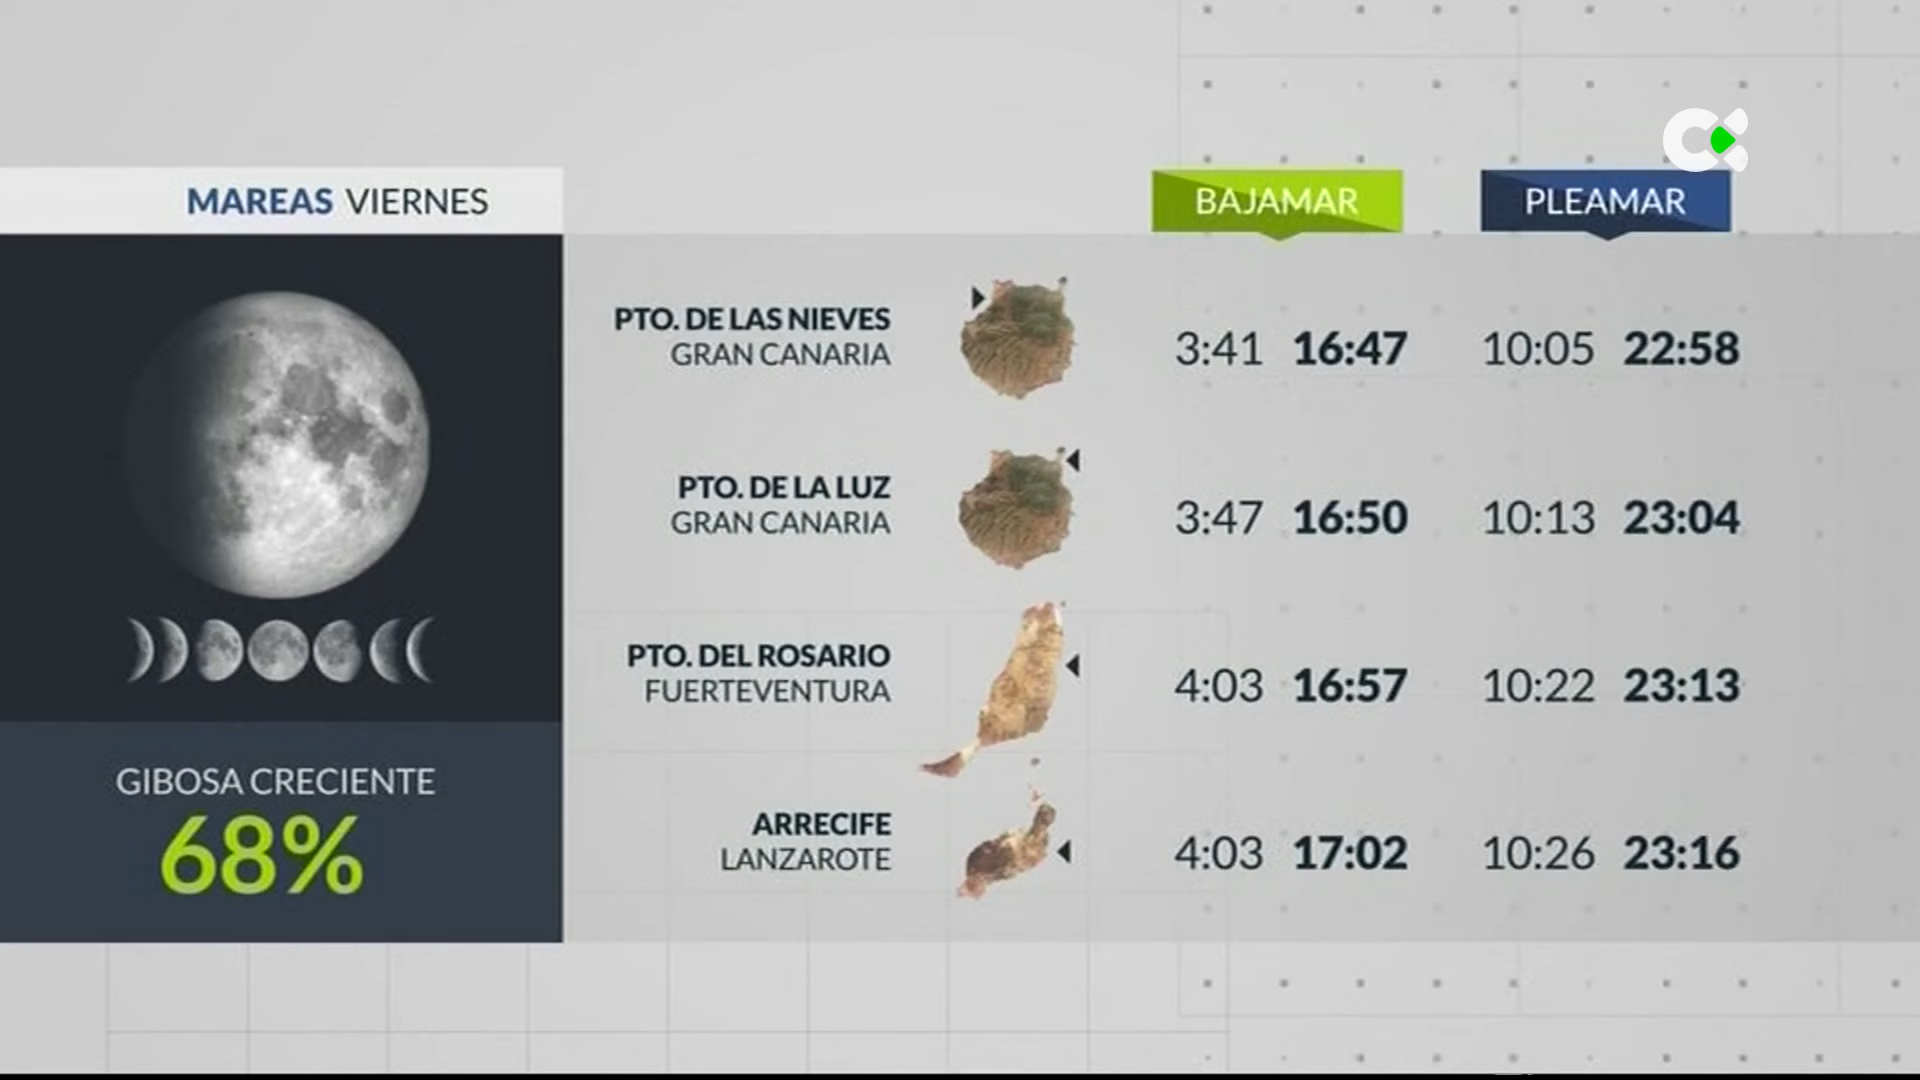 MAREAS VIERNES
BAJAMAR PLEAMAR
PTO. DE LAS NIEVES
GRAN CANARIA
3:41 16:47 10:05 22:58
PTO. DE LA LUZ
GRAN CANARIA
3:47 16:50 10:13 23:04
PTO. DEL ROSARIO
FUERTEVENTURA
4:03 16:57 10:22 23:13
ARRECIFE
LANZAROTE
4:03 17:02 10:26 23:16
GIBOSA CRECIENTE
68%